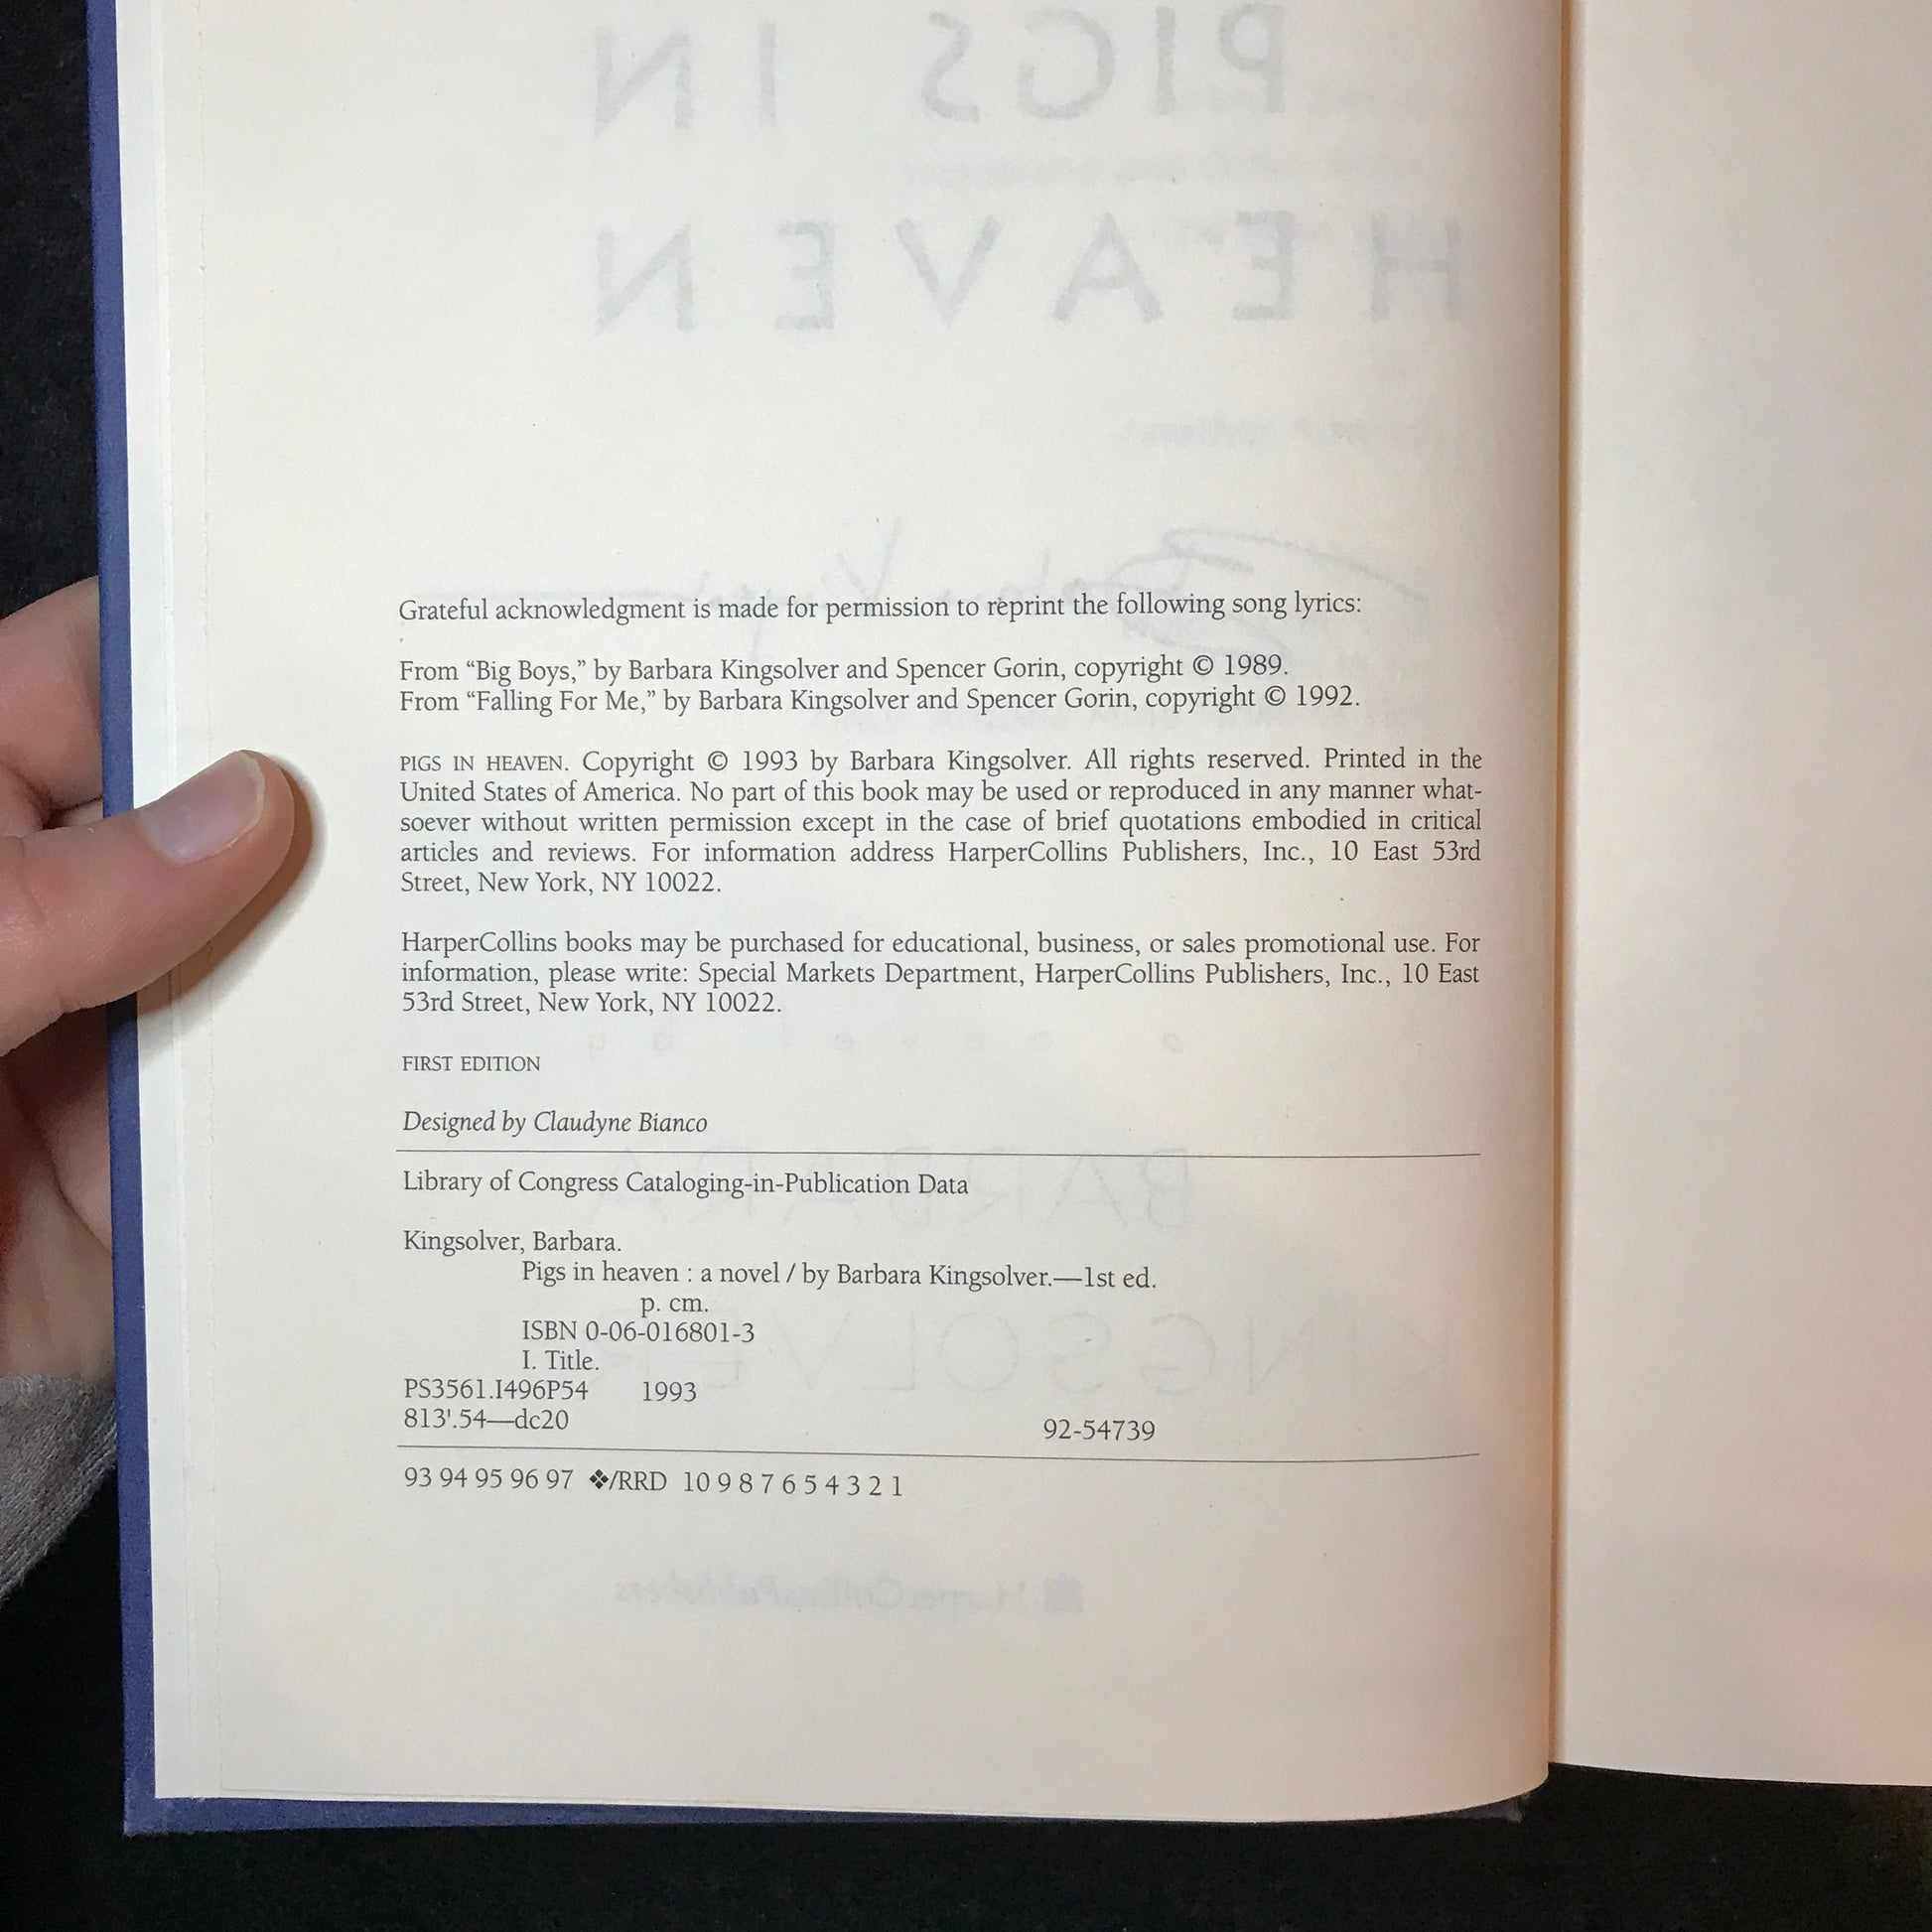 PIGS IN
HEAVEN
Grateful acknowledgment is made for permission to reprint the following song lyrics:
From “Big Boys,” by Barbara Kingsolver and Spencer Gorin, copyright © 1989.
From “Falling For Me,” by Barbara Kingsolver and Spencer Gorin, copyright © 1992.
PIGS IN HEAVEN. Copyright © 1993 by Barbara Kingsolver. All rights reserved. Printed in the
United States of America. No part of this book may be used or reproduced in any manner what-
soever without written permission except in the case of brief quotations embodied in critical
articles and reviews. For information address HarperCollins Publishers, Inc., 10 East 53rd
Street, New York, NY 10022.
HarperCollins books may be purchased for educational, business, or sales promotional use. For
information, please write: Special Markets Department, HarperCollins Publishers, Inc., 10 East
53rd Street, New York, NY 10022.
FIRST EDITION
Designed by Claudyne Bianco
Library of Congress Cataloging-in-Publication Data
BARBARA
Kingsolver, Barbara.
Pigs in heaven : a novel / by Barbara Kingsolver.—1st ed.
p. cm.
ISBN 0-06-016801-3
KINGSOLVER
I. Title.
PS3561.I496P54 1993
813'.54—dc20 92-54739
93 94 95 96 97 ❖/RRD 10 9 8 7 6 5 4 3 2 1
HarperCollinsPublishers